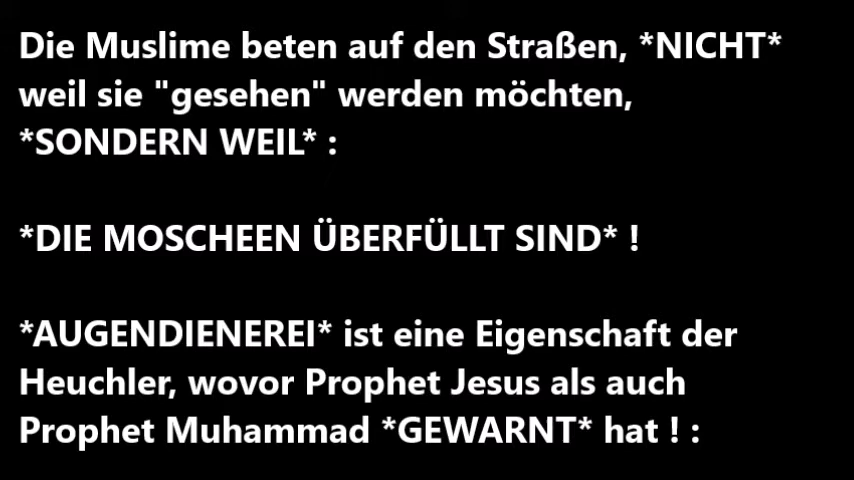 Die Muslime beten auf den Straßen, *NICHT*
weil sie "gesehen" werden möchten,
*SONDERN WEIL* :
*DIE MOSCHEEN ÜBERFÜLLT SIND* !
*AUGENDIENEREI* ist eine Eigenschaft der
Heuchler, wovor Prophet Jesus als auch
Prophet Muhammad *GEWARNT* hat ! :